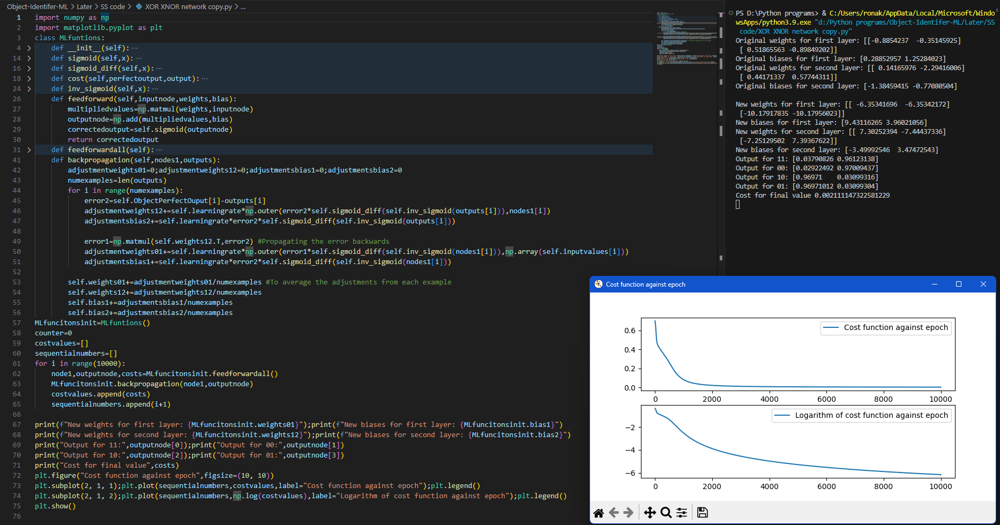 Object-Identifer-ML > Later > SS code > XOR XNOR network copy.py > ...
1 import numpy as np
2 import matplotlib.pyplot as plt
3 class MLfuntions:
4 def __init__(self): ...
14 def sigmoid(self,x): ...
16 def sigmoid_diff(self,x): ...
18 def cost(self,perfectoutput,output): ...
24 def inv_sigmoid(self,x): ...
26 def feedforward(self,inputnode,weights,bias):
27 multipliedvalues=np.matmul(weights,inputnode)
28 outputnode=np.add(multipliedvalues,bias)
29 correctedoutput=self.sigmoid(outputnode)
30 return correctedoutput
31 def feedforwardall(self): ...
41 def backpropagation(self,nodes1,outputs):
42 adjustmentweights01=0;adjustmentweights12=0;adjustmentsbias1=0;adjustmentsbias2=0
43 numexamples=len(outputs)
44 for i in range(numexamples):
45 error2=self.ObjectPerfectOuput[i]-outputs[i]
46 adjustmentweights12+=self.learningrate*np.outer(error2*self.sigmoid_diff(self.inv_sigmoid(outputs[i])),nodes1[i])
47 adjustmentsbias2+=self.learningrate*error2*self.sigmoid_diff(self.inv_sigmoid(outputs[i]))
48
49 error1=np.matmul(self.weights12.T,error2) #Propagating the error backwards
50 adjustmentweights01+=self.learningrate*np.outer(error1*self.sigmoid_diff(self.inv_sigmoid(nodes1[i])),np.array(self.inputvalues[i]))
51 adjustmentsbias1+=self.learningrate*error2*self.sigmoid_diff(self.inv_sigmoid(nodes1[i]))
52
53 self.weights01+=adjustmentweights01/numexamples #To average the adjustments from each example
54 self.weights12+=adjustmentweights12/numexamples
55 self.bias1+=adjustmentsbias1/numexamples
56 self.bias2+=adjustmentsbias2/numexamples
57 MLfuncitonsinit=MLfuntions()
58 counter=0
59 costvalues=[]
60 sequentialnumbers=[]
61 for i in range(10000):
62 node1,outputnode,costs=MLfuncitonsinit.feedforwardall()
63 MLfuncitonsinit.backpropagation(node1,outputnode)
64 costvalues.append(costs)
65 sequentialnumbers.append(i+1)
66
67 print(f"New weights for first layer: {MLfuncitonsinit.weights01}");print(f"New biases for first layer: {MLfuncitonsinit.bias1}")
68 print(f"New weights for second layer: {MLfuncitonsinit.weights12}");print(f"New biases for second layer: {MLfuncitonsinit.bias2}")
69 print("Output for 11:",outputnode[0]);print("Output for 00:",outputnode[1])
70 print("Output for 10:",outputnode[2]);print("Output for 01:",outputnode[3])
71 print("Cost for final value",costs)
72 plt.figure("Cost function against epoch",figsize=(10, 10))
73 plt.subplot(2, 1, 1);plt.plot(sequentialnumbers,costvalues,label="Cost function against epoch");plt.legend()
74 plt.subplot(2, 1, 2);plt.plot(sequentialnumbers,np.log(costvalues),label="Logarithm of cost function against epoch");plt.legend()
75 plt.show()
76
PS D:\Python programs> & C:/Users/ronak/AppData/Local/Microsoft/Windo
wsApps/python3.9.exe "d:/Python programs/Object-Identifer-ML/Later/SS
code/XOR XNOR network copy.py"
Original weights for first layer: [[-0.8854237 -0.35145925]
[ 0.51865563 -0.89849202]]
Original biases for first layer: [0.28852957 1.25284023]
Original weights for second layer: [[ 0.14165976 -2.29416006]
[ 0.44171337 0.57744311]]
Original biases for second layer: [-1.38459415 -0.77080504]
New weights for first layer: [[ -6.35341696 -6.35342172]
[-10.17917835 -10.17956023]]
New biases for first layer: [9.43116265 3.96021056]
New weights for second layer: [[ 7.30252394 -7.44437336]
[-7.25129502 7.39367622]]
New biases for second layer: [-3.49992546 3.47472543]
Output for 11: [0.03790826 0.96123138]
Output for 00: [0.02922492 0.97009437]
Output for 10: [0.96971 0.03099316]
Output for 01: [0.96971012 0.03099304]
Cost for final value 0.002111147322581229
Cost function against epoch
Cost function against epoch
0.6
0.4
0.2
0.0
0 2000 4000 6000 8000 10000
Logarithm of cost function against epoch
−2
−4
−6
0 2000 4000 6000 8000 10000